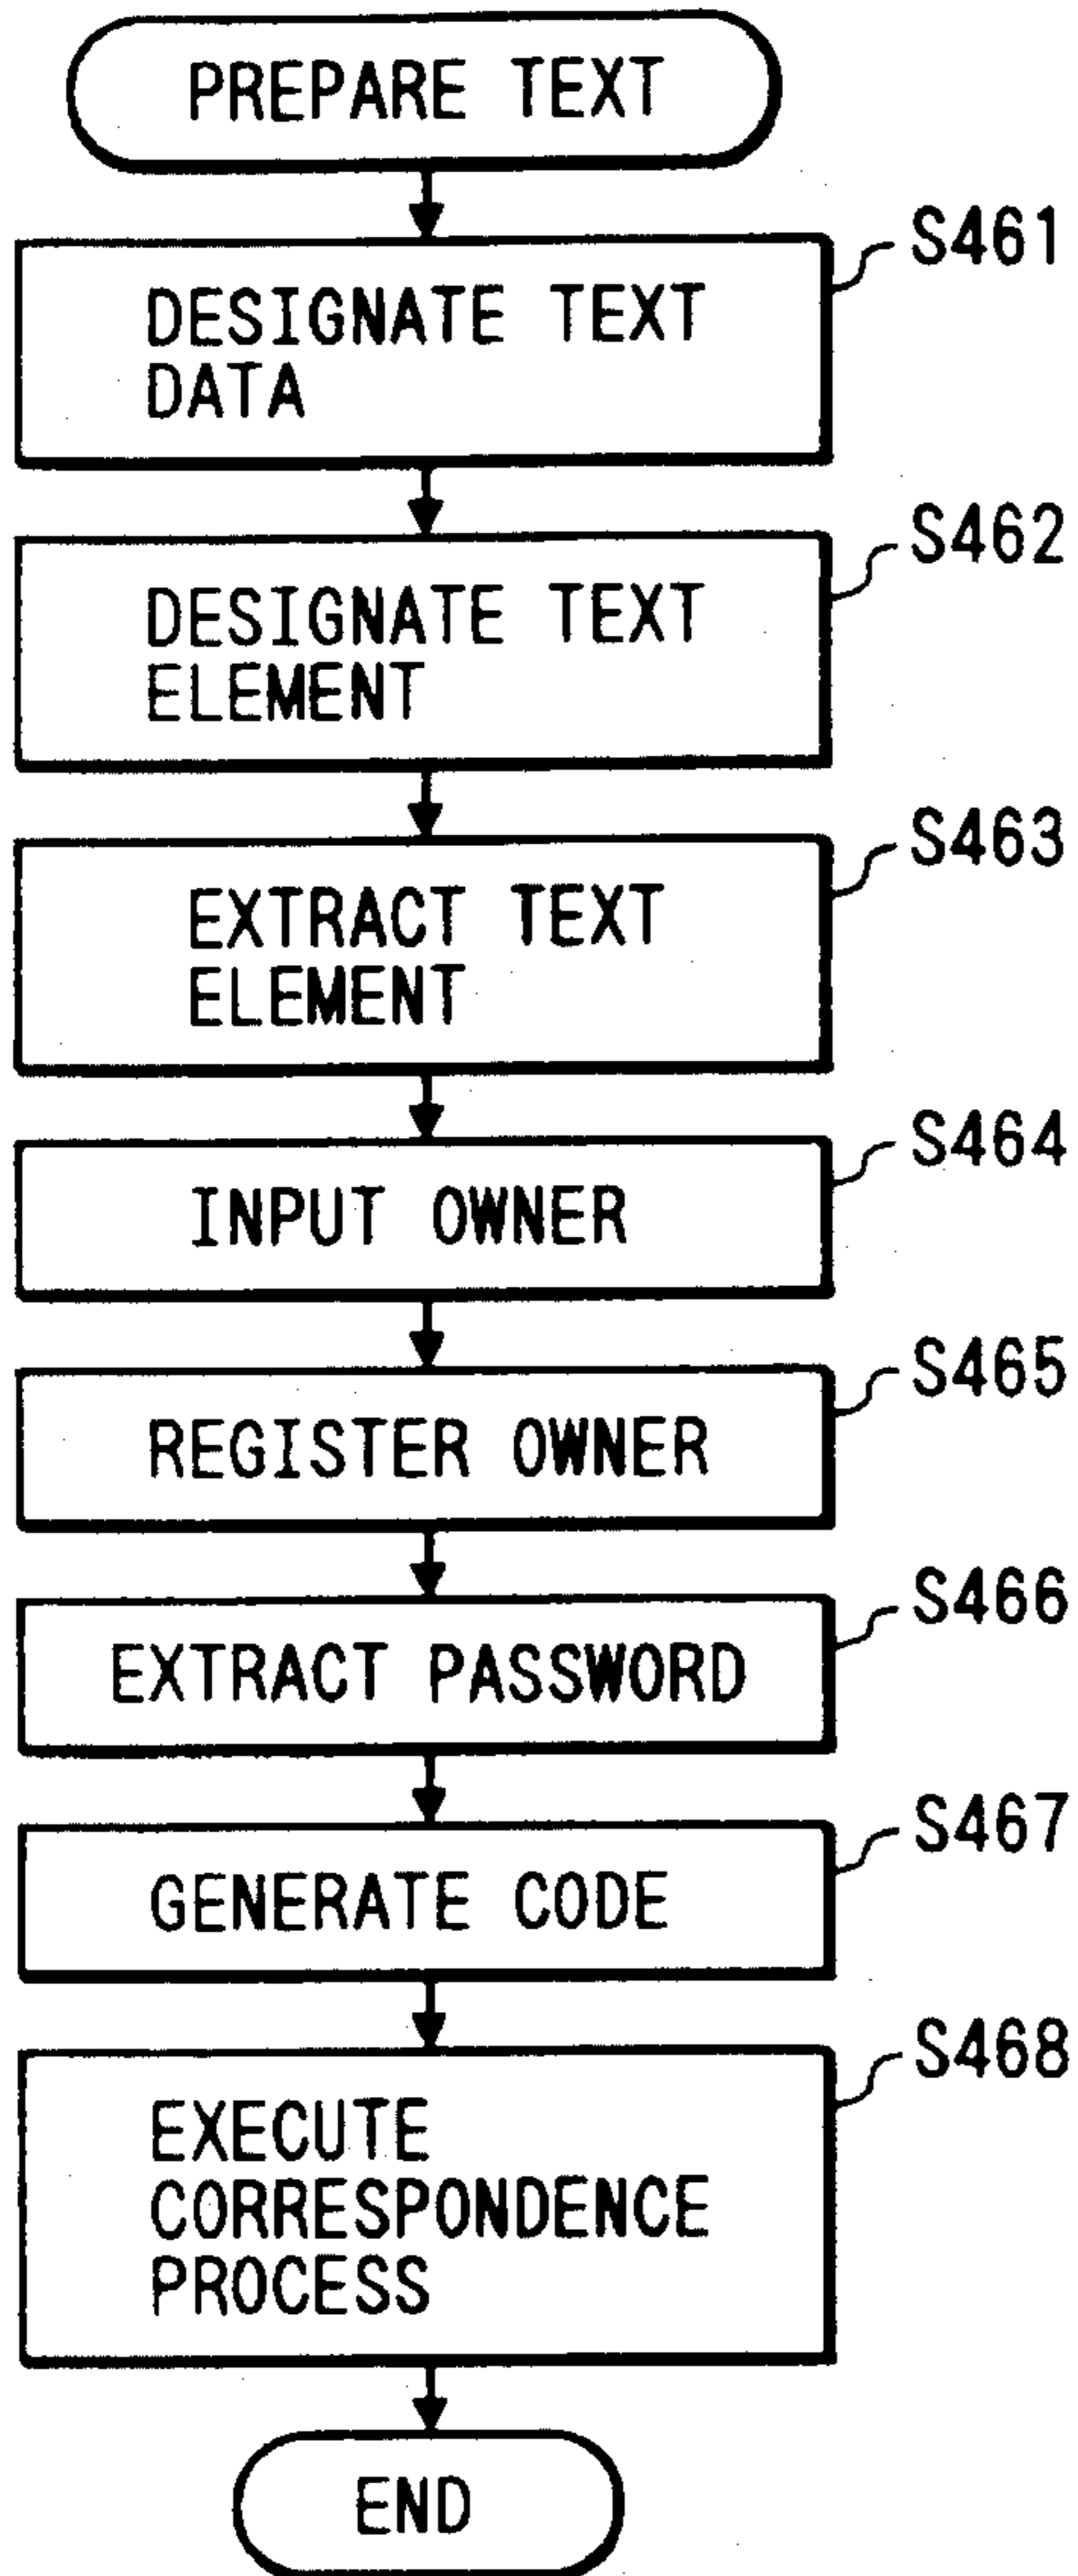 PREPARE TEXT
S461
DESIGNATE TEXT
DATA
S462
DESIGNATE TEXT
ELEMENT
S463
EXTRACT TEXT
ELEMENT
S464
INPUT OWNER
S465
REGISTER OWNER
S466
EXTRACT PASSWORD
S467
GENERATE CODE
S468
EXECUTE
CORRESPONDENCE
PROCESS
END